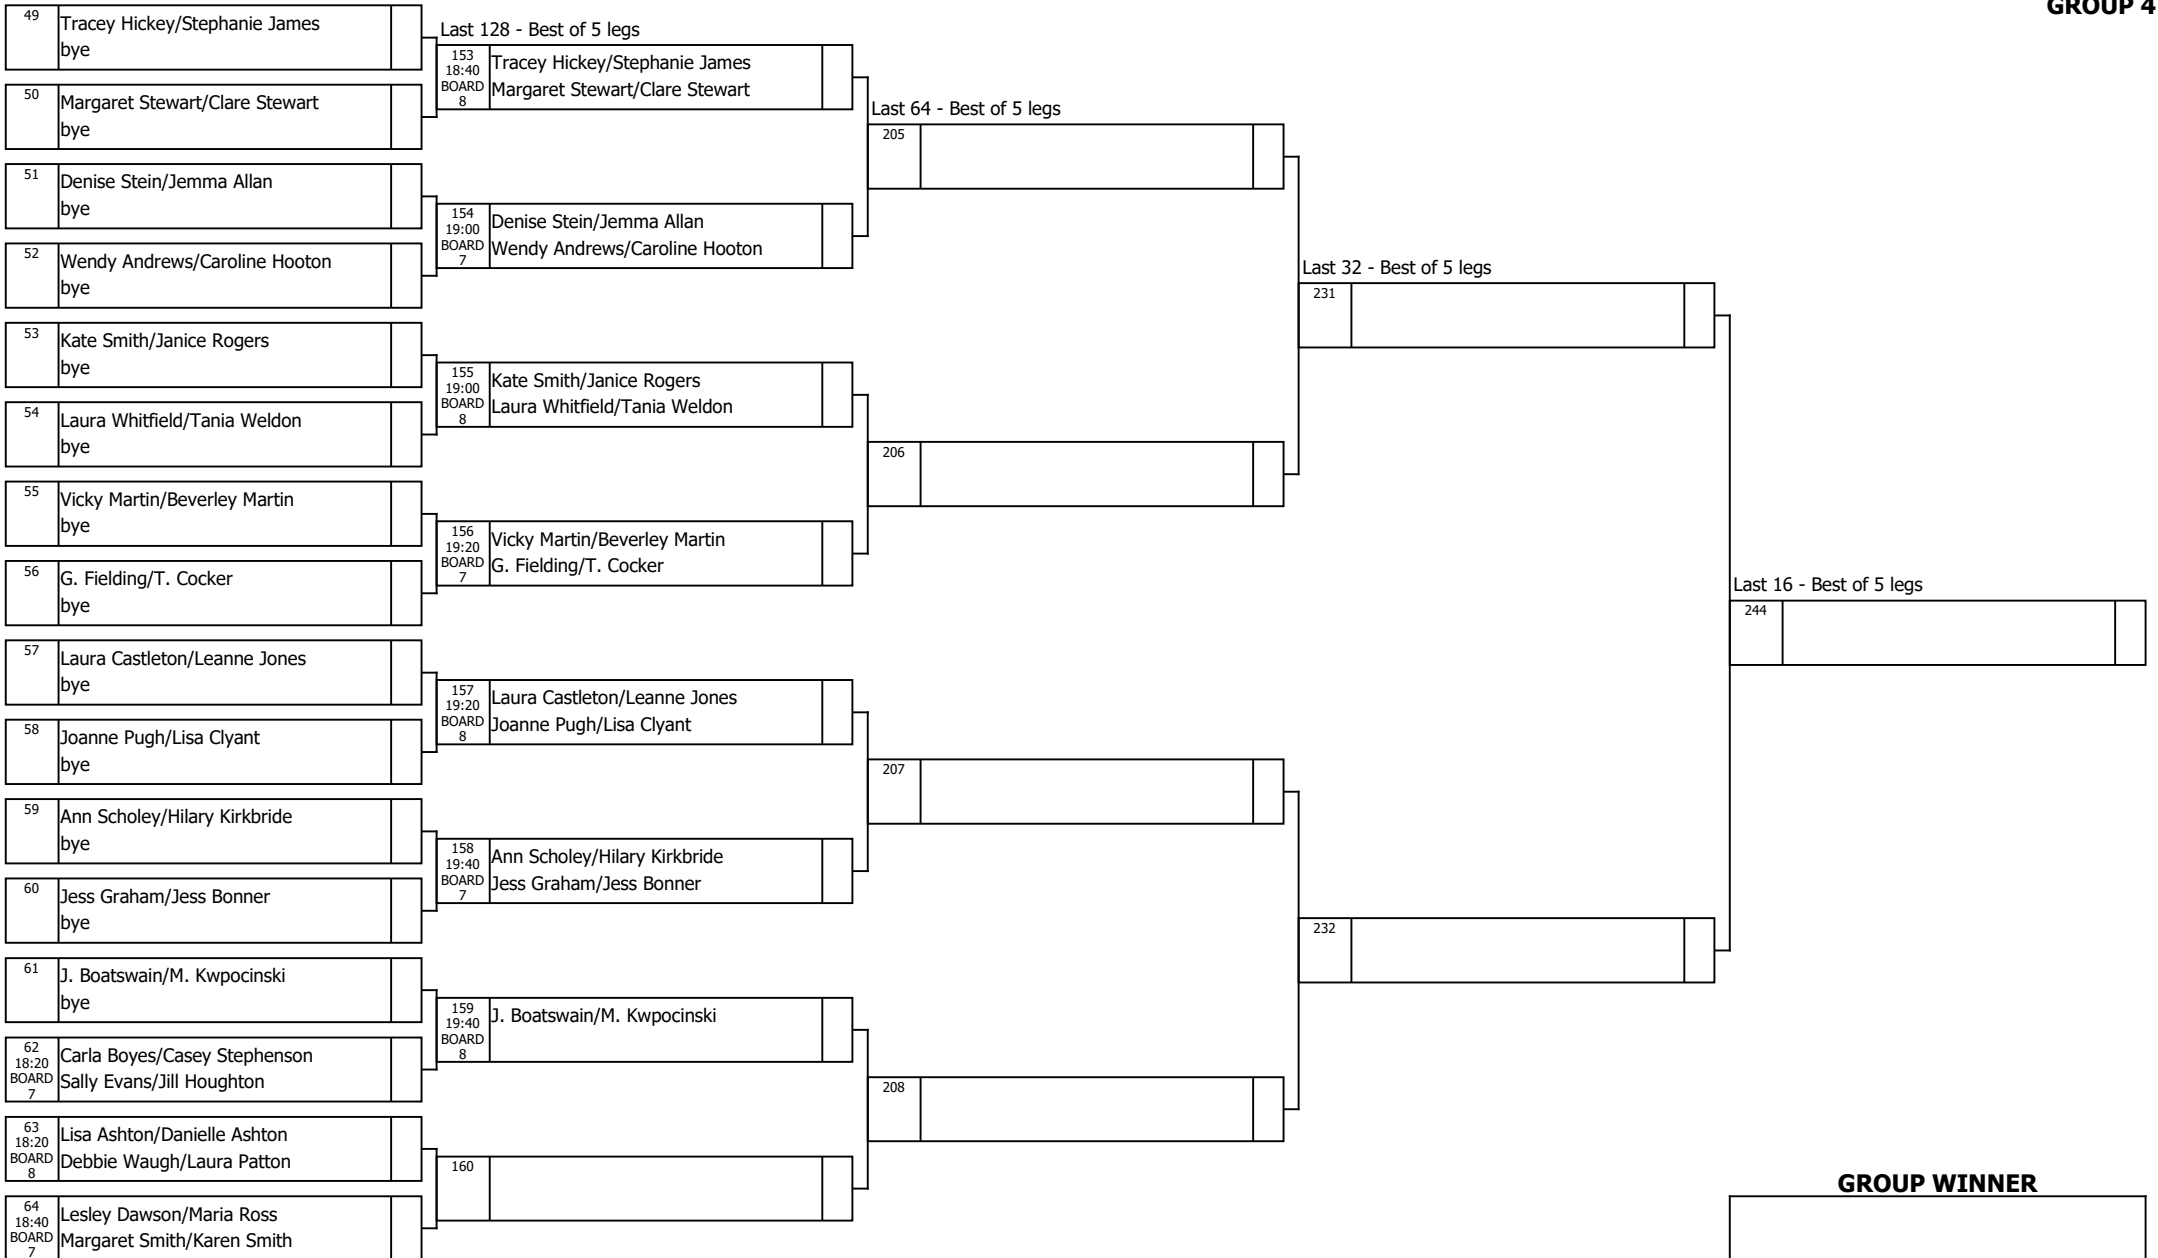 GROUP 4
49
Tracey Hickey/Stephanie James
bye
50
Margaret Stewart/Clare Stewart
bye
51
Denise Stein/Jemma Allan
bye
52
Wendy Andrews/Caroline Hooton
bye
53
Kate Smith/Janice Rogers
bye
54
Laura Whitfield/Tania Weldon
bye
55
Vicky Martin/Beverley Martin
bye
56
G. Fielding/T. Cocker
bye
57
Laura Castleton/Leanne Jones
bye
58
Joanne Pugh/Lisa Clyant
bye
59
Ann Scholey/Hilary Kirkbride
bye
60
Jess Graham/Jess Bonner
bye
61
J. Boatswain/M. Kwpocinski
bye
62
18:20
BOARD
7
Carla Boyes/Casey Stephenson
Sally Evans/Jill Houghton
63
18:20
BOARD
8
Lisa Ashton/Danielle Ashton
Debbie Waugh/Laura Patton
64
18:40
BOARD
7
Lesley Dawson/Maria Ross
Margaret Smith/Karen Smith
Last 128 - Best of 5 legs
153
18:40
BOARD
8
Tracey Hickey/Stephanie James
Margaret Stewart/Clare Stewart
154
19:00
BOARD
7
Denise Stein/Jemma Allan
Wendy Andrews/Caroline Hooton
155
19:00
BOARD
8
Kate Smith/Janice Rogers
Laura Whitfield/Tania Weldon
156
19:20
BOARD
7
Vicky Martin/Beverley Martin
G. Fielding/T. Cocker
157
19:20
BOARD
8
Laura Castleton/Leanne Jones
Joanne Pugh/Lisa Clyant
158
19:40
BOARD
7
Ann Scholey/Hilary Kirkbride
Jess Graham/Jess Bonner
159
19:40
BOARD
8
J. Boatswain/M. Kwpocinski
160
Last 64 - Best of 5 legs
205
206
207
208
Last 32 - Best of 5 legs
231
232
Last 16 - Best of 5 legs
244
GROUP WINNER